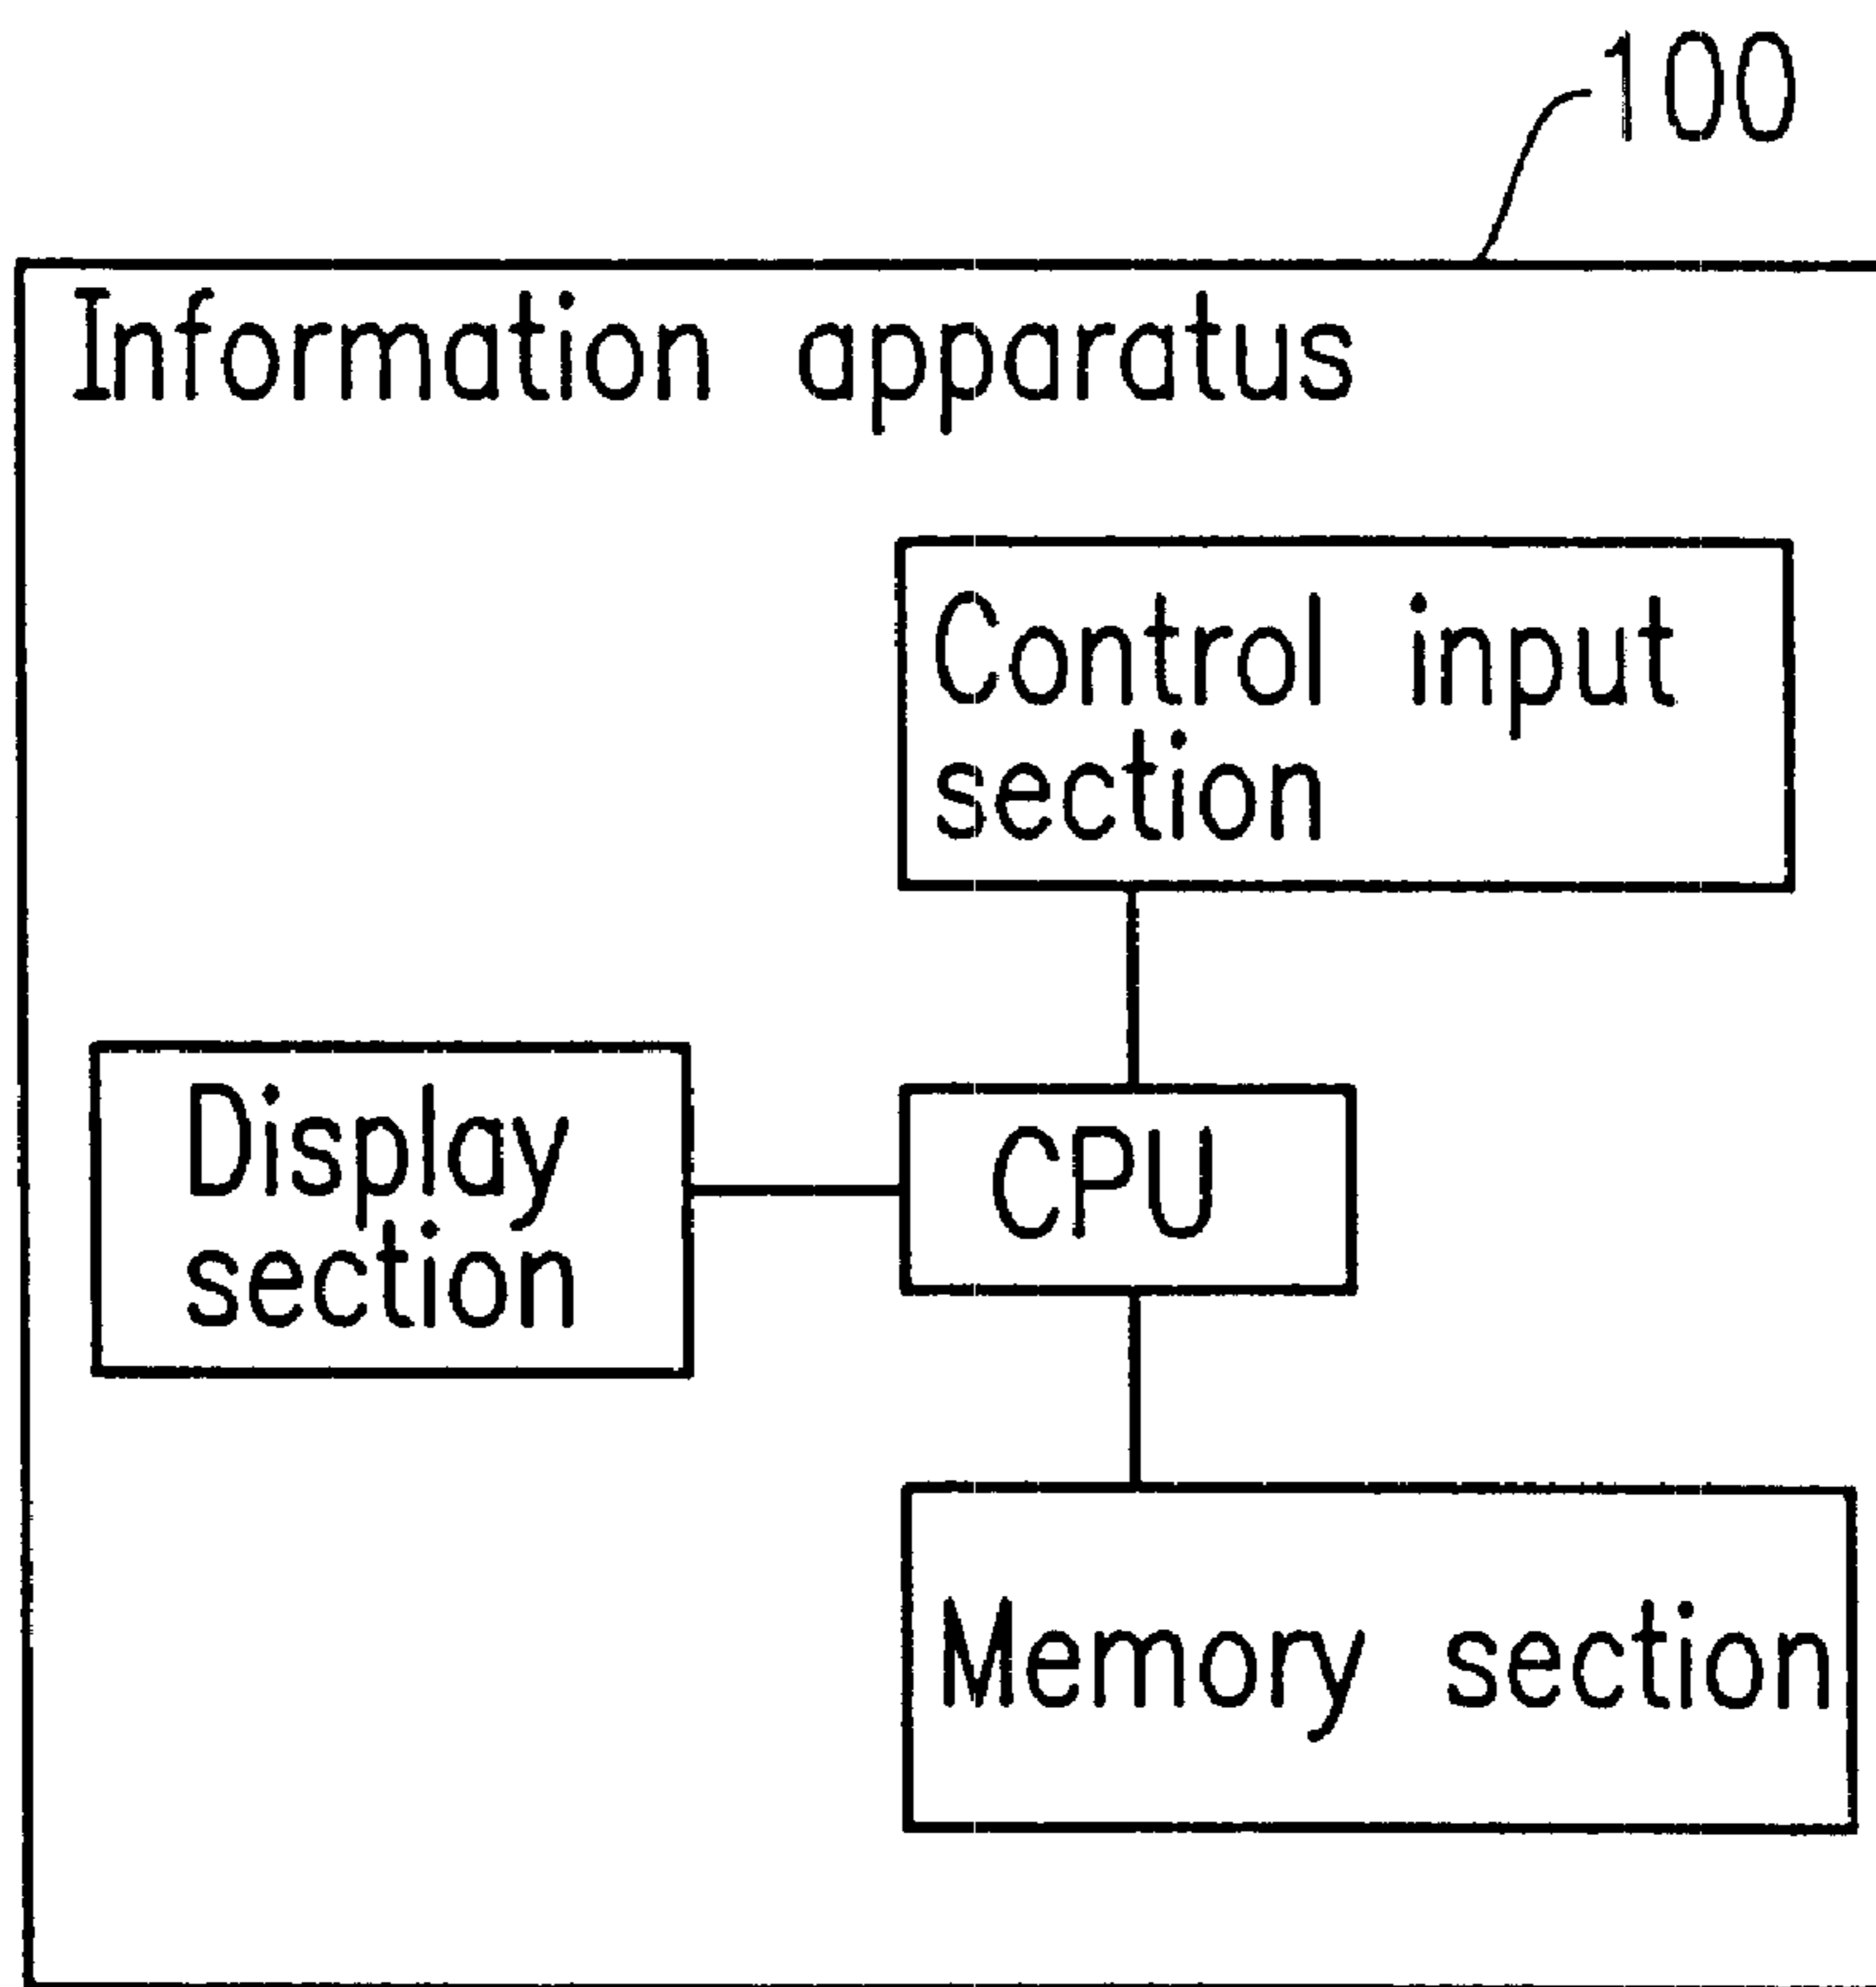 100
Information apparatus
Control input
section
Display
section
CPU
Memory section